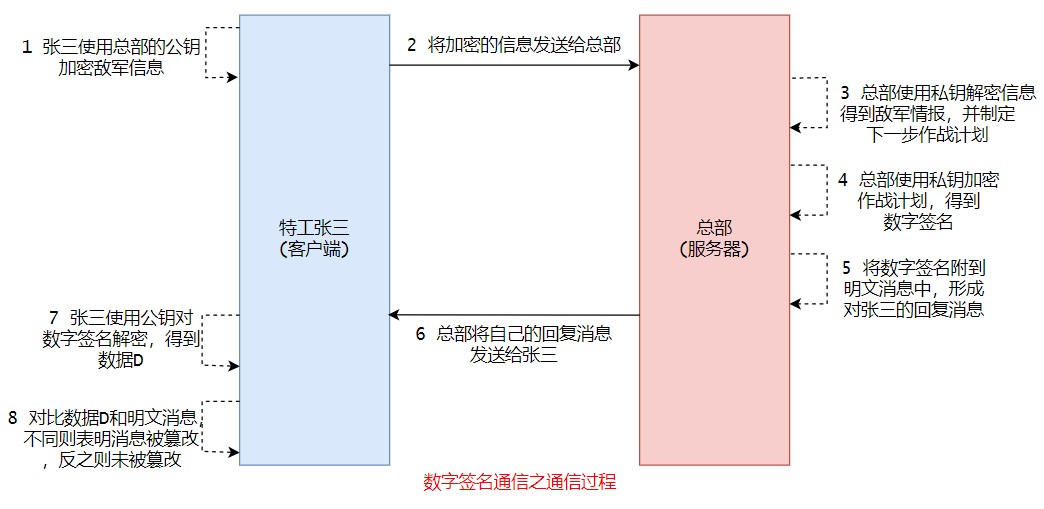 1 张三使用总部的公钥
加密敌军信息
2 将加密的信息发送给总部
3 总部使用私钥解密信息
得到敌军情报，并制定
下一步作战计划
4 总部使用私钥加密
作战计划，得到
数字签名
特工张三
（客户端）
总部
（服务器）
5 将数字签名附到
明文消息中，形成
对张三的回复消息
6 总部将自己的回复消息
发送给张三
7 张三使用公钥对
数字签名解密，得到
数据D
8 对比数据D和明文消息，
不同则表明消息被篡改
，反之则未被篡改
数字签名通信之通信过程